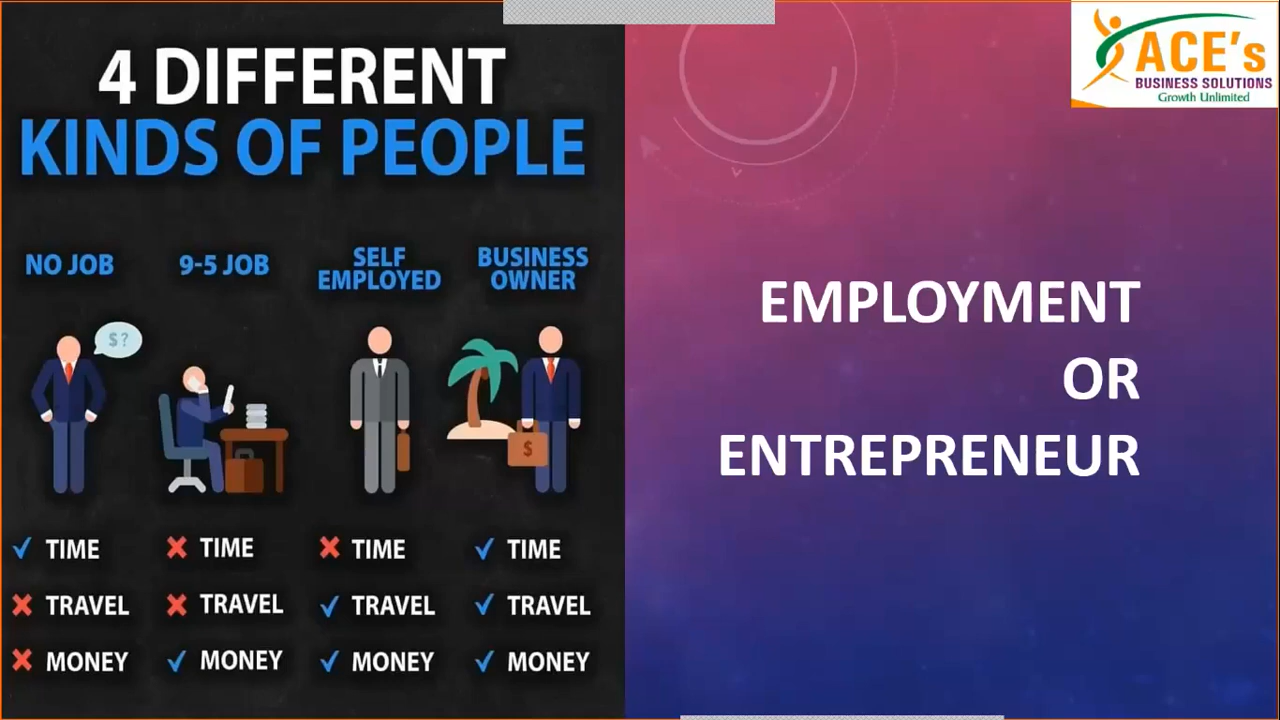 4 DIFFERENT
KINDS OF PEOPLE
NO JOB
9-5 JOB
SELF
EMPLOYED
BUSINESS
OWNER
$?
$
✓ TIME
✗ TRAVEL
✗ MONEY
✗ TIME
✗ TRAVEL
✓ MONEY
✗ TIME
✓ TRAVEL
✓ MONEY
✓ TIME
✓ TRAVEL
✓ MONEY
ACE's
BUSINESS SOLUTIONS
Growth Unlimited
EMPLOYMENT
OR
ENTREPRENEUR